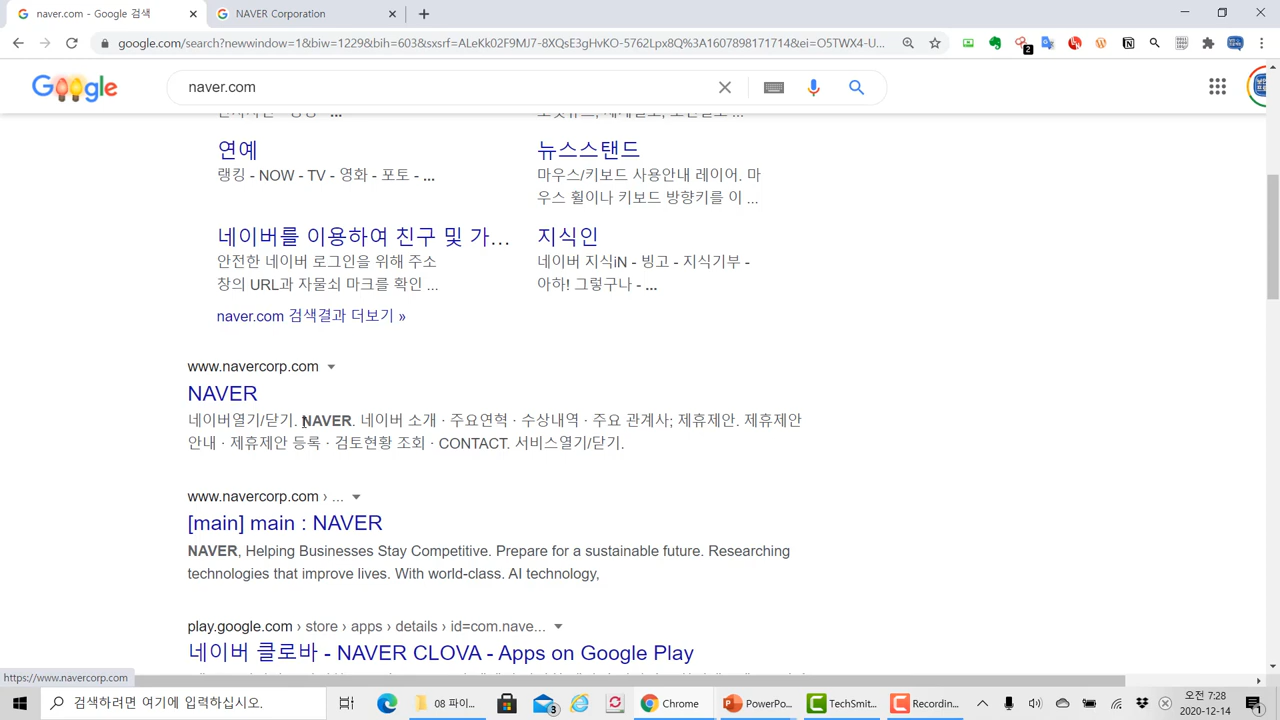 naver.com - Google 검색
NAVER Corporation
google.com/search?newwindow=1&biw=1229&bih=603&sxsrf=ALeKk02F9MJ7-8XQsE3gHvKO-5762Lpx8Q%3A1607898171714&ei=O5TWX4-U...
Google
naver.com
연예
뉴스스탠드
랭킹 - NOW - TV - 영화 - 포토 - ...
마우스/키보드 사용안내 레이어. 마
우스 휠이나 키보드 방향키를 이 ...
네이버를 이용하여 친구 및 가...
지식인
안전한 네이버 로그인을 위해 주소
창의 URL과 자물쇠 마크를 확인 ...
네이버 지식iN - 빙고 - 지식기부 -
아하! 그렇구나 - ...
naver.com 검색결과 더보기 »
www.navercorp.com
NAVER
네이버열기/닫기. NAVER. 네이버 소개 · 주요연혁 · 수상내역 · 주요 관계사; 제휴제안. 제휴제안
안내 · 제휴제안 등록 · 검토현황 조회 · CONTACT. 서비스열기/닫기.
www.navercorp.com › ...
[main] main : NAVER
NAVER, Helping Businesses Stay Competitive. Prepare for a sustainable future. Researching
technologies that improve lives. With world-class. AI technology,
play.google.com › store › apps › details › id=com.nave...
네이버 클로바 - NAVER CLOVA - Apps on Google Play
https://www.navercorp.com
검색하려면 여기에 입력하십시오.
08 파이...
3
Chrome
PowerPo...
TechSmit...
Recordin...
오전 7:28
2020-12-14
1